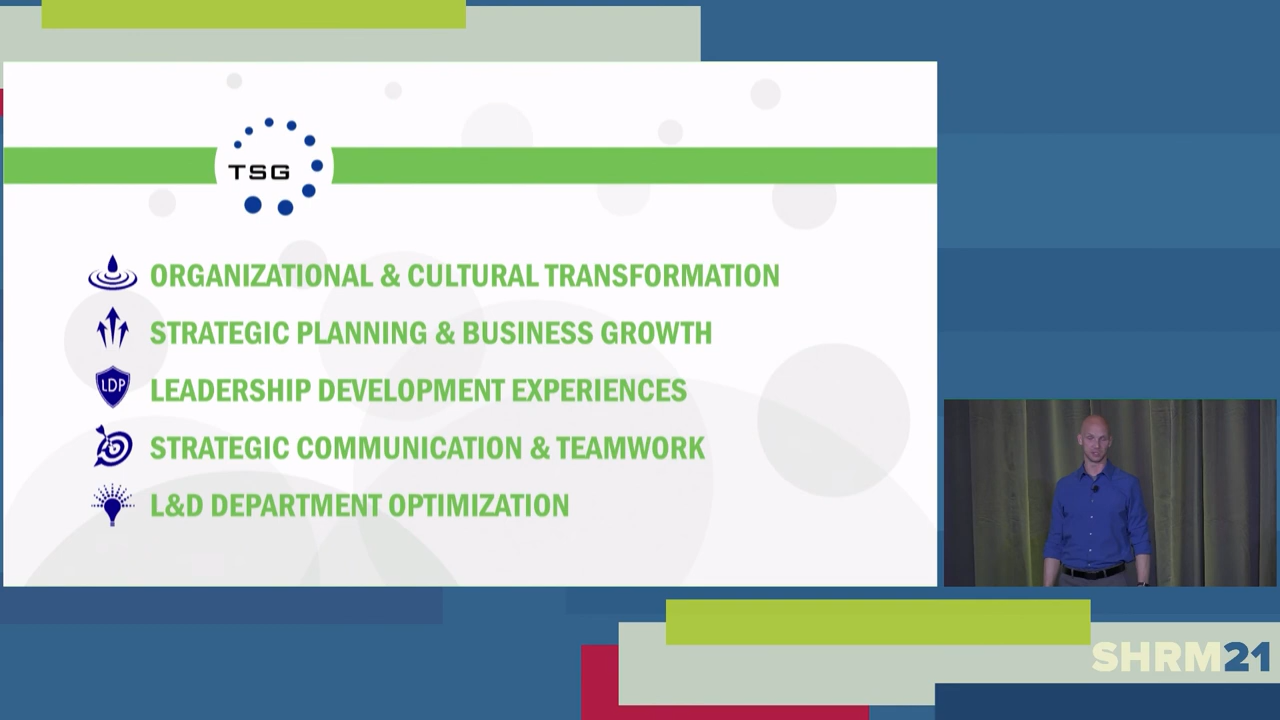 TSG
ORGANIZATIONAL & CULTURAL TRANSFORMATION
STRATEGIC PLANNING & BUSINESS GROWTH
LDP
LEADERSHIP DEVELOPMENT EXPERIENCES
STRATEGIC COMMUNICATION & TEAMWORK
L&D DEPARTMENT OPTIMIZATION
SHRM21